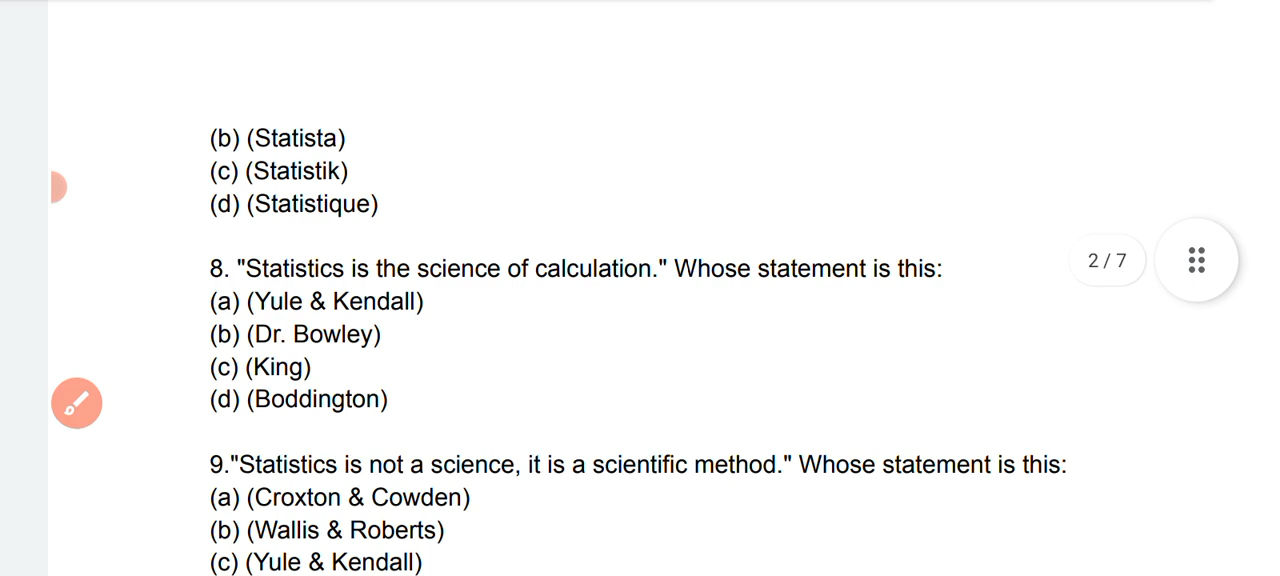 (b) (Statista)
(c) (Statistik)
(d) (Statistique)
8. "Statistics is the science of calculation." Whose statement is this:
(a) (Yule & Kendall)
(b) (Dr. Bowley)
(c) (King)
(d) (Boddington)
2 / 7
9."Statistics is not a science, it is a scientific method." Whose statement is this:
(a) (Croxton & Cowden)
(b) (Wallis & Roberts)
(c) (Yule & Kendall)